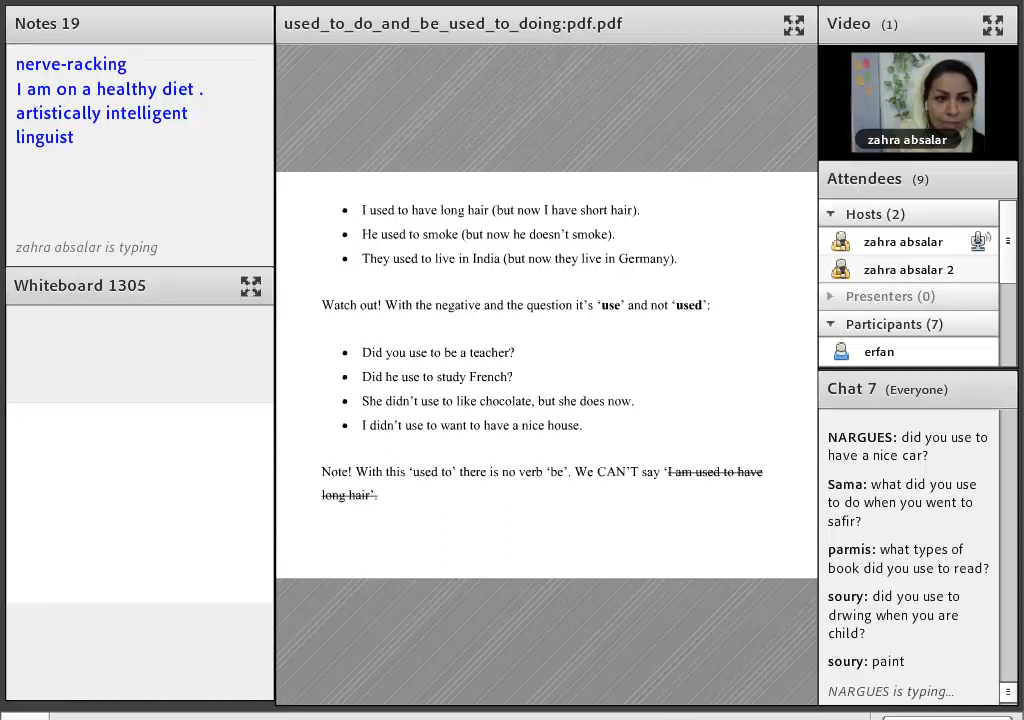 Notes 19
nerve-racking
I am on a healthy diet .
artistically intelligent
linguist
zahra absalar is typing
Whiteboard 1305
used_to_do_and_be_used_to_doing:pdf.pdf
• I used to have long hair (but now I have short hair).
• He used to smoke (but now he doesn't smoke).
• They used to live in India (but now they live in Germany).
Watch out! With the negative and the question it's 'use' and not 'used':
• Did you use to be a teacher?
• Did he use to study French?
• She didn't use to like chocolate, but she does now.
• I didn't use to want to have a nice house.
Note! With this 'used to' there is no verb 'be'. We CAN'T say 'I am used to have
long hair'.
Video (1)
zahra absalar
Attendees (9)
Hosts (2)
zahra absalar
zahra absalar 2
Presenters (0)
Participants (7)
erfan
Chat 7 (Everyone)
NARGUES: did you use to
have a nice car?
Sama: what did you use
to do when you went to
safir?
parmis: what types of
book did you use to read?
soury: did you use to
drwing when you are
child?
soury: paint
NARGUES is typing...